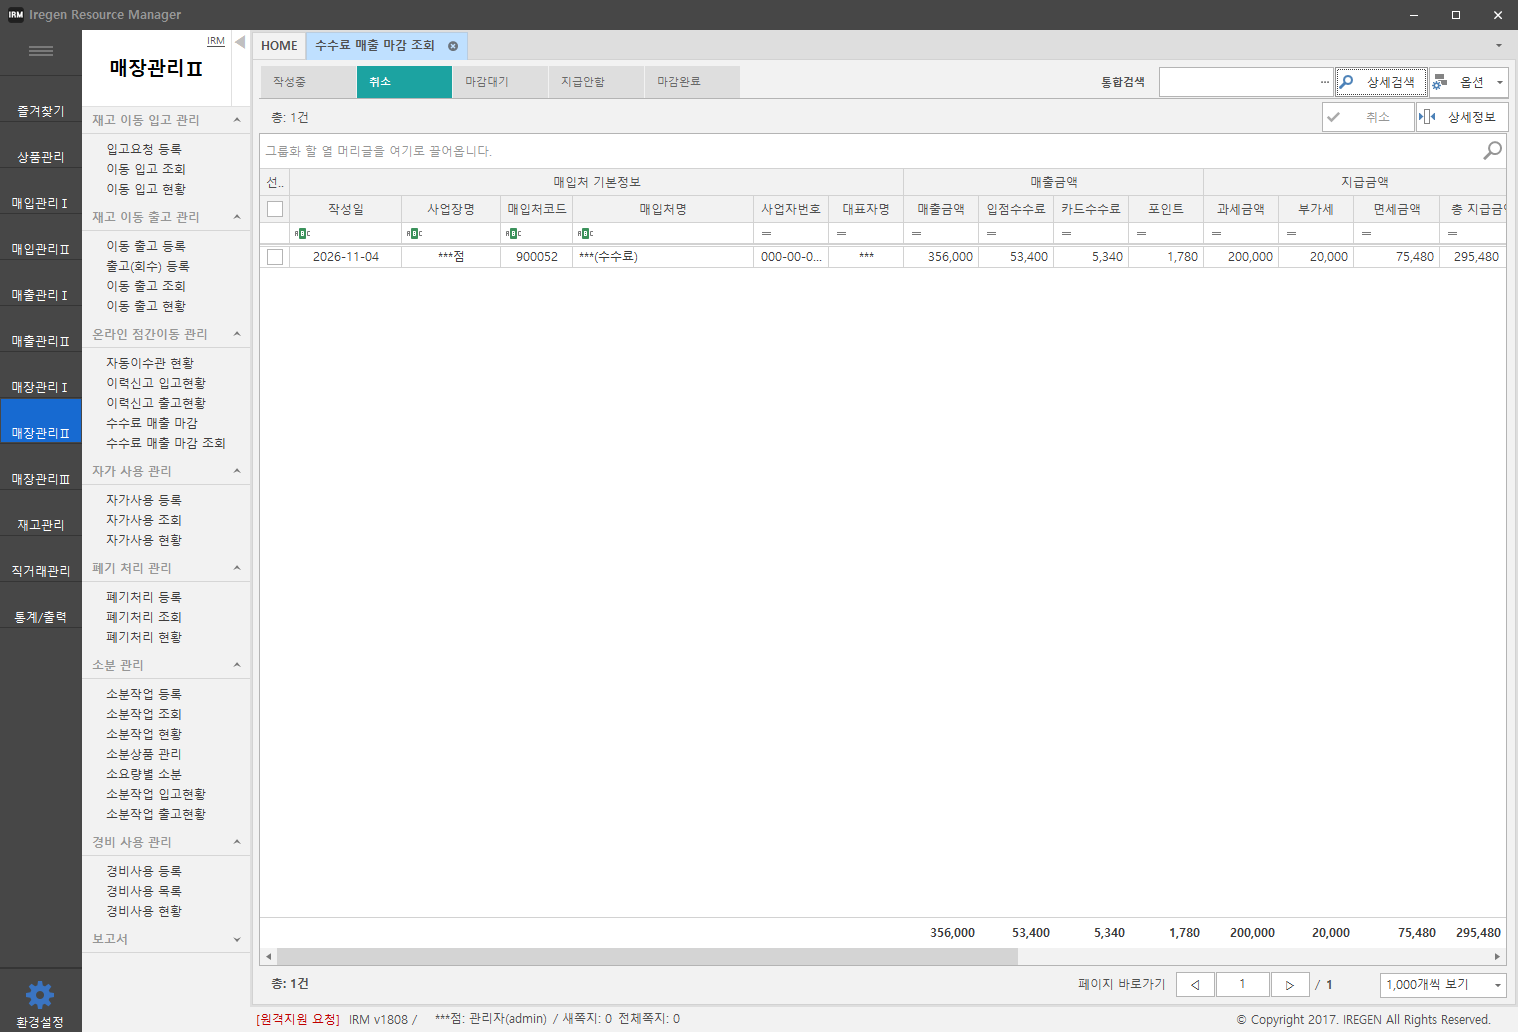 IRM Iregen Resource Manager
즐겨찾기
상품관리
매입관리Ⅰ
매입관리Ⅱ
매출관리Ⅰ
매출관리Ⅱ
매장관리Ⅰ
매장관리Ⅱ
매장관리Ⅲ
재고관리
직거래관리
통계/출력
환경설정
IRM
매장관리Ⅱ
재고 이동 입고 관리
입고요청 등록
이동 입고 조회
이동 입고 현황
재고 이동 출고 관리
이동 출고 등록
출고(회수) 등록
이동 출고 조회
이동 출고 현황
온라인 점간이동 관리
자동이수관 현황
이력신고 입고현황
이력신고 출고현황
수수료 매출 마감
수수료 매출 마감 조회
자가 사용 관리
자가사용 등록
자가사용 조회
자가사용 현황
폐기 처리 관리
폐기처리 등록
폐기처리 조회
폐기처리 현황
소분 관리
소분작업 등록
소분작업 조회
소분작업 현황
소분상품 관리
소요량별 소분
소분작업 입고현황
소분작업 출고현황
경비 사용 관리
경비사용 등록
경비사용 목록
경비사용 현황
보고서
HOME 수수료 매출 마감 조회
작성중 취소 마감대기 지급안함 마감완료 통합검색 ... 상세검색 옵션
총: 1건 취소 상세정보
그룹화 할 열 머리글을 여기로 끌어옵니다.
선.. 매입처 기본정보 매출금액 지급금액
작성일 사업장명 매입처코드 매입처명 사업자번호 대표자명 매출금액 입점수수료 카드수수료 포인트 과세금액 부가세 면세금액 총 지급금
ABC ABC ABC ABC = = = = = = = = = =
2026-11-04 ***점 900052 ***(수수료) 000-00-0... *** 356,000 53,400 5,340 1,780 200,000 20,000 75,480 295,480
356,000 53,400 5,340 1,780 200,000 20,000 75,480 295,480
총: 1건 페이지 바로가기 1 / 1 1,000개씩 보기
[원격지원 요청] IRM v1808 / ***점: 관리자(admin) / 새쪽지: 0 전체쪽지: 0 © Copyright 2017. IREGEN All Rights Reserved.